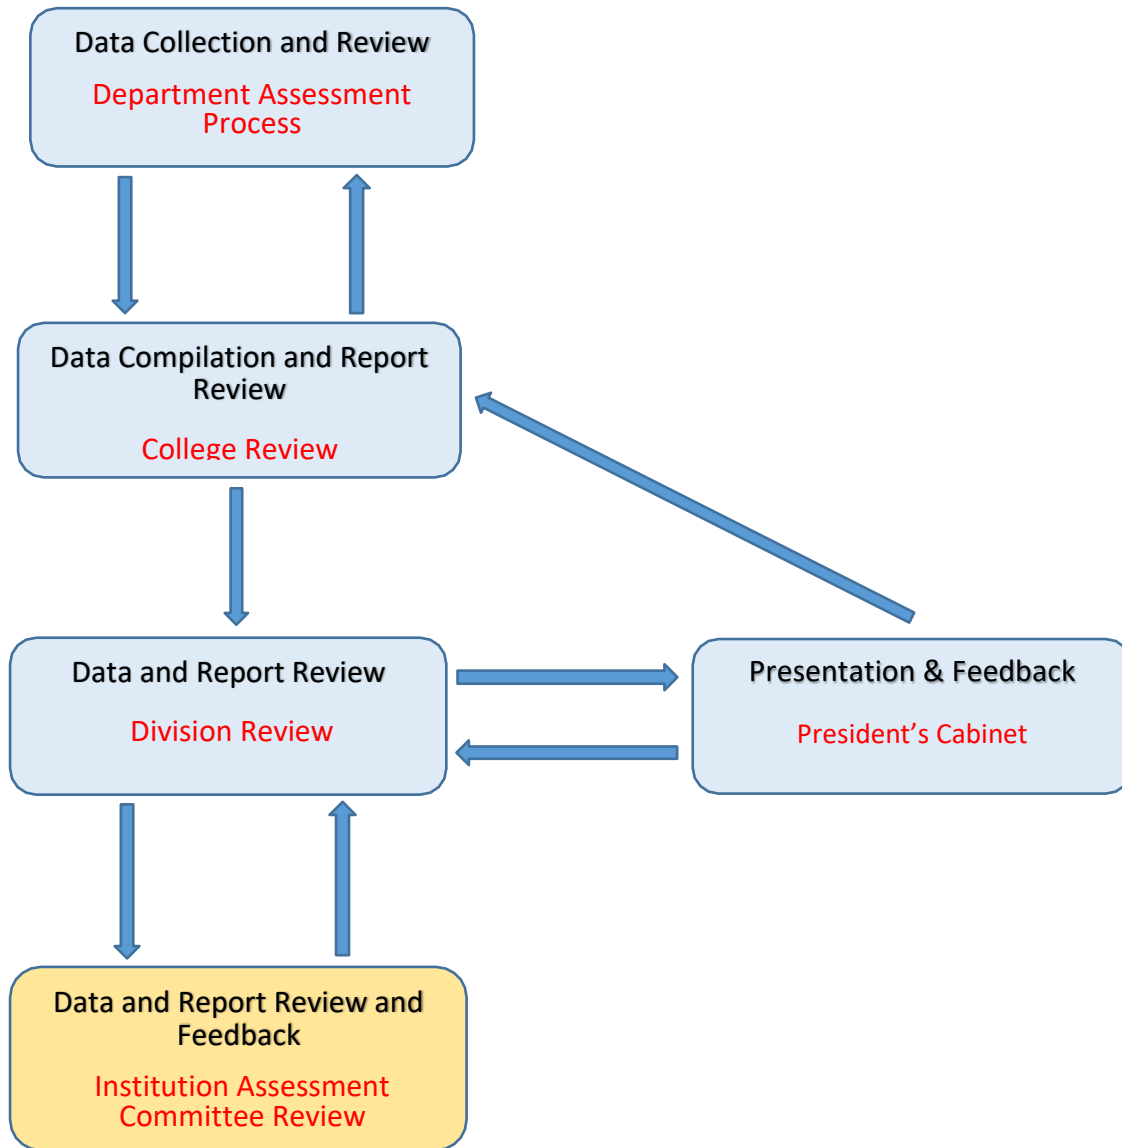 Data Collection and Review
Department Assessment
Process
Data Compilation and Report
Review
College Review
Data and Report Review
Division Review
Presentation & Feedback
President’s Cabinet
Data and Report Review and
Feedback
Institution Assessment
Committee Review